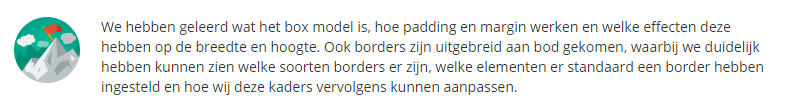 We hebben geleerd wat het box model is, hoe padding en margin werken en welke effecten deze
hebben op de breedte en hoogte. Ook borders zijn uitgebreid aan bod gekomen, waarbij we duidelijk
hebben kunnen zien welke soorten borders er zijn, welke elementen er standaard een border hebben
ingesteld en hoe wij deze kaders vervolgens kunnen aanpassen.